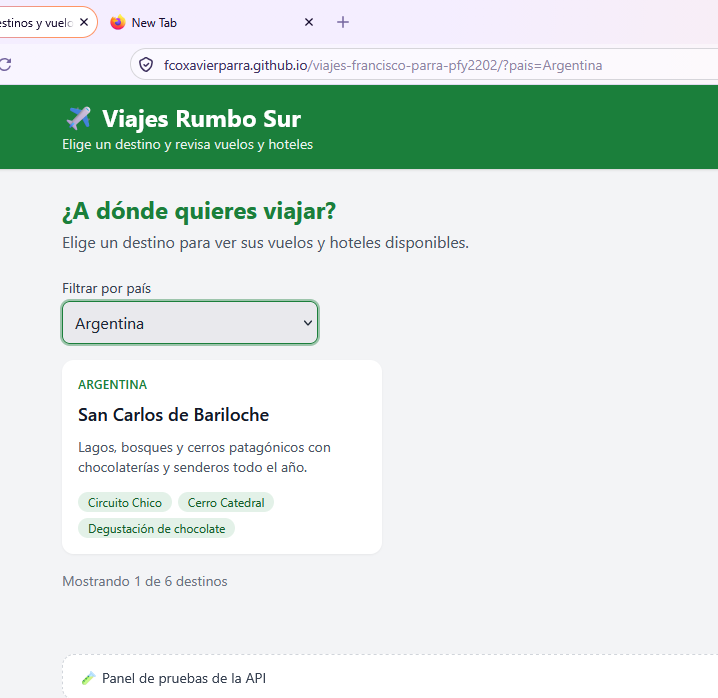 estinos y vuelo
New Tab
fcoxavierparra.github.io/viajes-francisco-parra-pfy2202/?pais=Argentina
Viajes Rumbo Sur
Elige un destino y revisa vuelos y hoteles
¿A dónde quieres viajar?
Elige un destino para ver sus vuelos y hoteles disponibles.
Filtrar por país
Argentina
ARGENTINA
San Carlos de Bariloche
Lagos, bosques y cerros patagónicos con
chocolaterías y senderos todo el año.
Circuito Chico Cerro Catedral
Degustación de chocolate
Mostrando 1 de 6 destinos
Panel de pruebas de la API